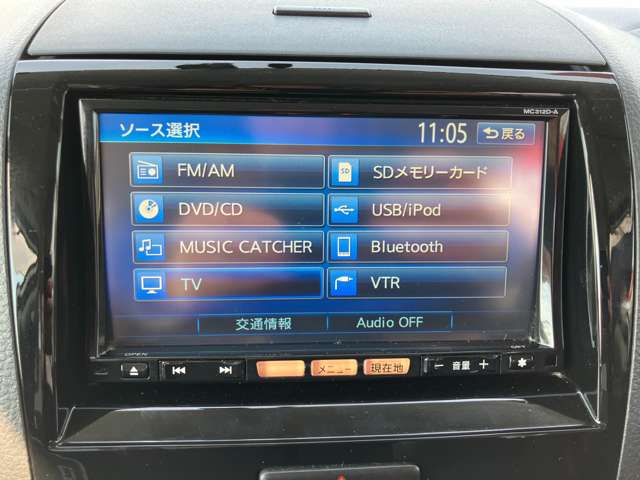 MC312D-A
ソース選択 11:05 戻る
FM/AM SDメモリーカード
DVD/CD USB/iPod
MUSIC CATCHER Bluetooth
TV VTR
交通情報 Audio OFF
OPEN
メニュー 現在地 − 音量 +